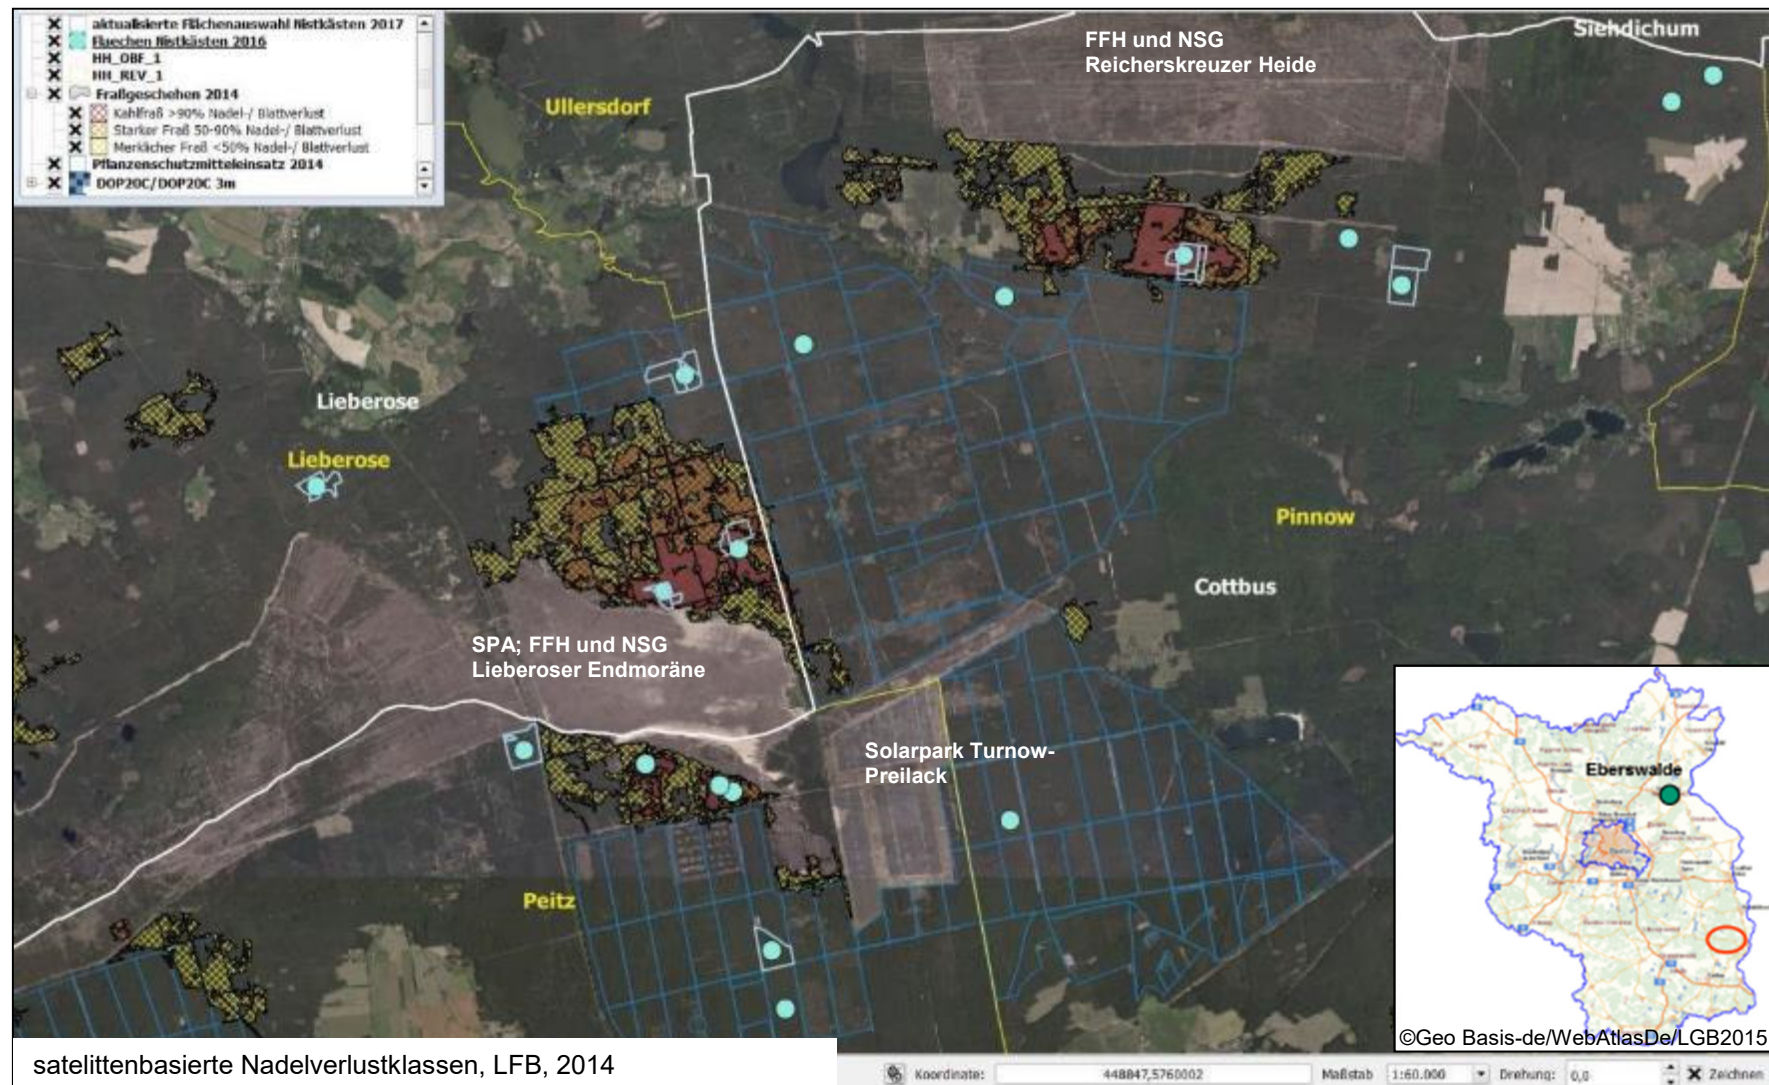 aktualisierte Flächenauswahl Nistkästen 2017
Fluechen Nistkästen 2016
HH_OBF_1
HH_REV_1
Fraßgeschehen 2014
Kahlfraß >90% Nadel-/ Blattverlust
Starker Fraß 50-90% Nadel-/ Blattverlust
Merklicher Fraß <50% Nadel-/ Blattverlust
Pflanzenschutzmitteleinsatz 2014
DOP20C/DOP20C 3m
Siehdichum
FFH und NSG
Reicherskreuzer Heide
Ullersdorf
Lieberose
Lieberose
Pinnow
Cottbus
SPA; FFH und NSG
Lieberoser Endmoräne
Solarpark Turnow-
Preilack
Peitz
Eberswalde
©Geo Basis-de/WebAtlasDe/LGB2015
satelittenbasierte Nadelverlustklassen, LFB, 2014
Koordinate: 448847,5760002 Maßstab 1:60.000 Drehung: 0,0 Zeichnen